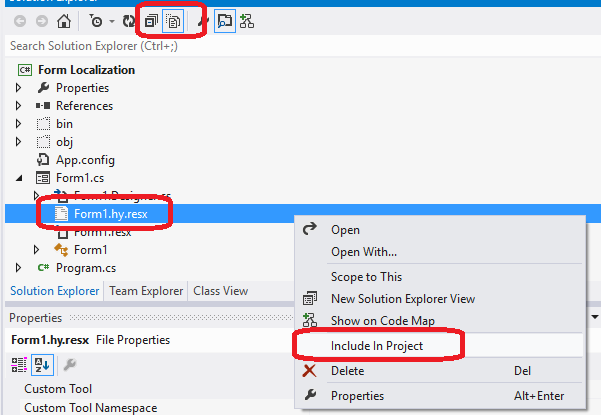 Search Solution Explorer (Ctrl+;)
Form Localization
Properties
References
bin
obj
App.config
Form1.cs
Form1.Designer.cs
Form1.hy.resx
Form1.resx
Form1
Program.cs
Open
Open With...
Scope to This
New Solution Explorer View
Show on Code Map
Include In Project
Delete Del
Properties Alt+Enter
Solution Explorer Team Explorer Class View
Properties
Form1.hy.resx File Properties
Custom Tool
Custom Tool Namespace